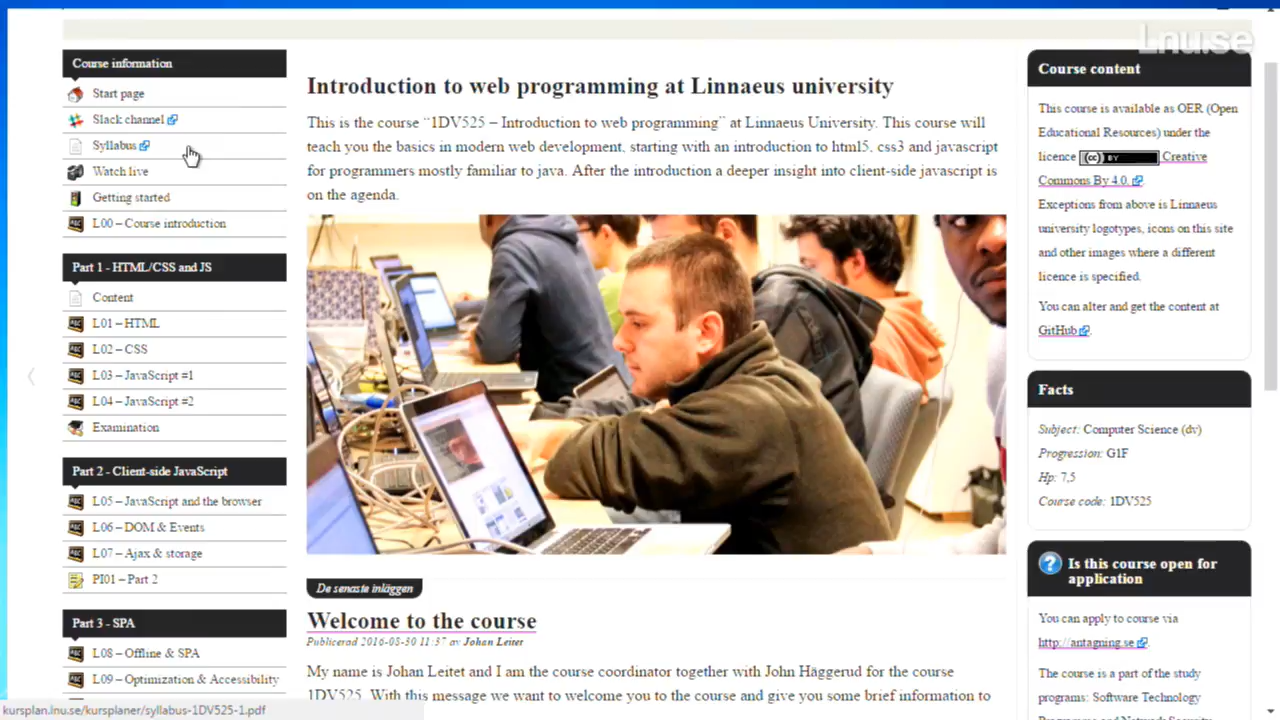 Lnu.se
Course information
Start page
Slack channel
Syllabus
Watch live
Getting started
L00 – Course introduction
Part 1 - HTML/CSS and JS
Content
L01 – HTML
L02 – CSS
L03 – JavaScript #1
L04 – JavaScript #2
Examination
Part 2 - Client-side JavaScript
L05 – JavaScript and the browser
L06 – DOM & Events
L07 – Ajax & storage
PI01 – Part 2
Part 3 - SPA
L08 – Offline & SPA
L09 – Optimization & Accessibility
kursplan.lnu.se/kursplaner/syllabus-1DV525-1.pdf
Introduction to web programming at Linnaeus university
This is the course “1DV525 – Introduction to web programming” at Linnaeus University. This course will
teach you the basics in modern web development, starting with an introduction to html5, css3 and javascript
for programmers mostly familiar to java. After the introduction a deeper insight into client-side javascript is
on the agenda.
De senaste inläggen
Welcome to the course
Publicerad 2016-05-30 11:37 av Johan Leitet
My name is Johan Leitet and I am the course coordinator together with John Häggerud for the course
1DV525. With this message we want to welcome you to the course and give you some brief information to
Course content
This course is available as OER (Open
Educational Resources) under the
licence (cc) BY Creative
Commons By 4.0.
Exceptions from above is Linnaeus
university logotypes, icons on this site
and other images where a different
licence is specified.
You can alter and get the content at
GitHub.
Facts
Subject: Computer Science (dv)
Progression: G1F
Hp: 7,5
Course code: 1DV525
Is this course open for
application
You can apply to course via
http://antagning.se.
The course is a part of the study
programs: Software Technology
Programme and Network Security